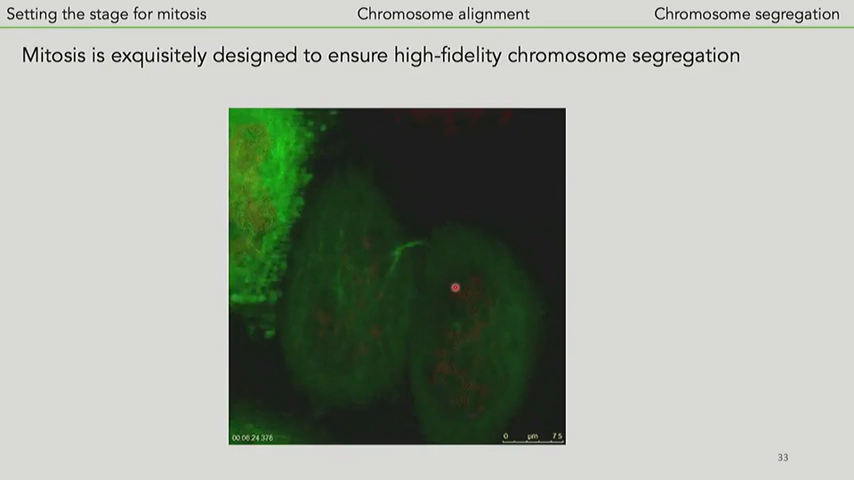 Setting the stage for mitosis Chromosome alignment Chromosome segregation
Mitosis is exquisitely designed to ensure high-fidelity chromosome segregation
00:06:24.376 0 µm 7.5
33